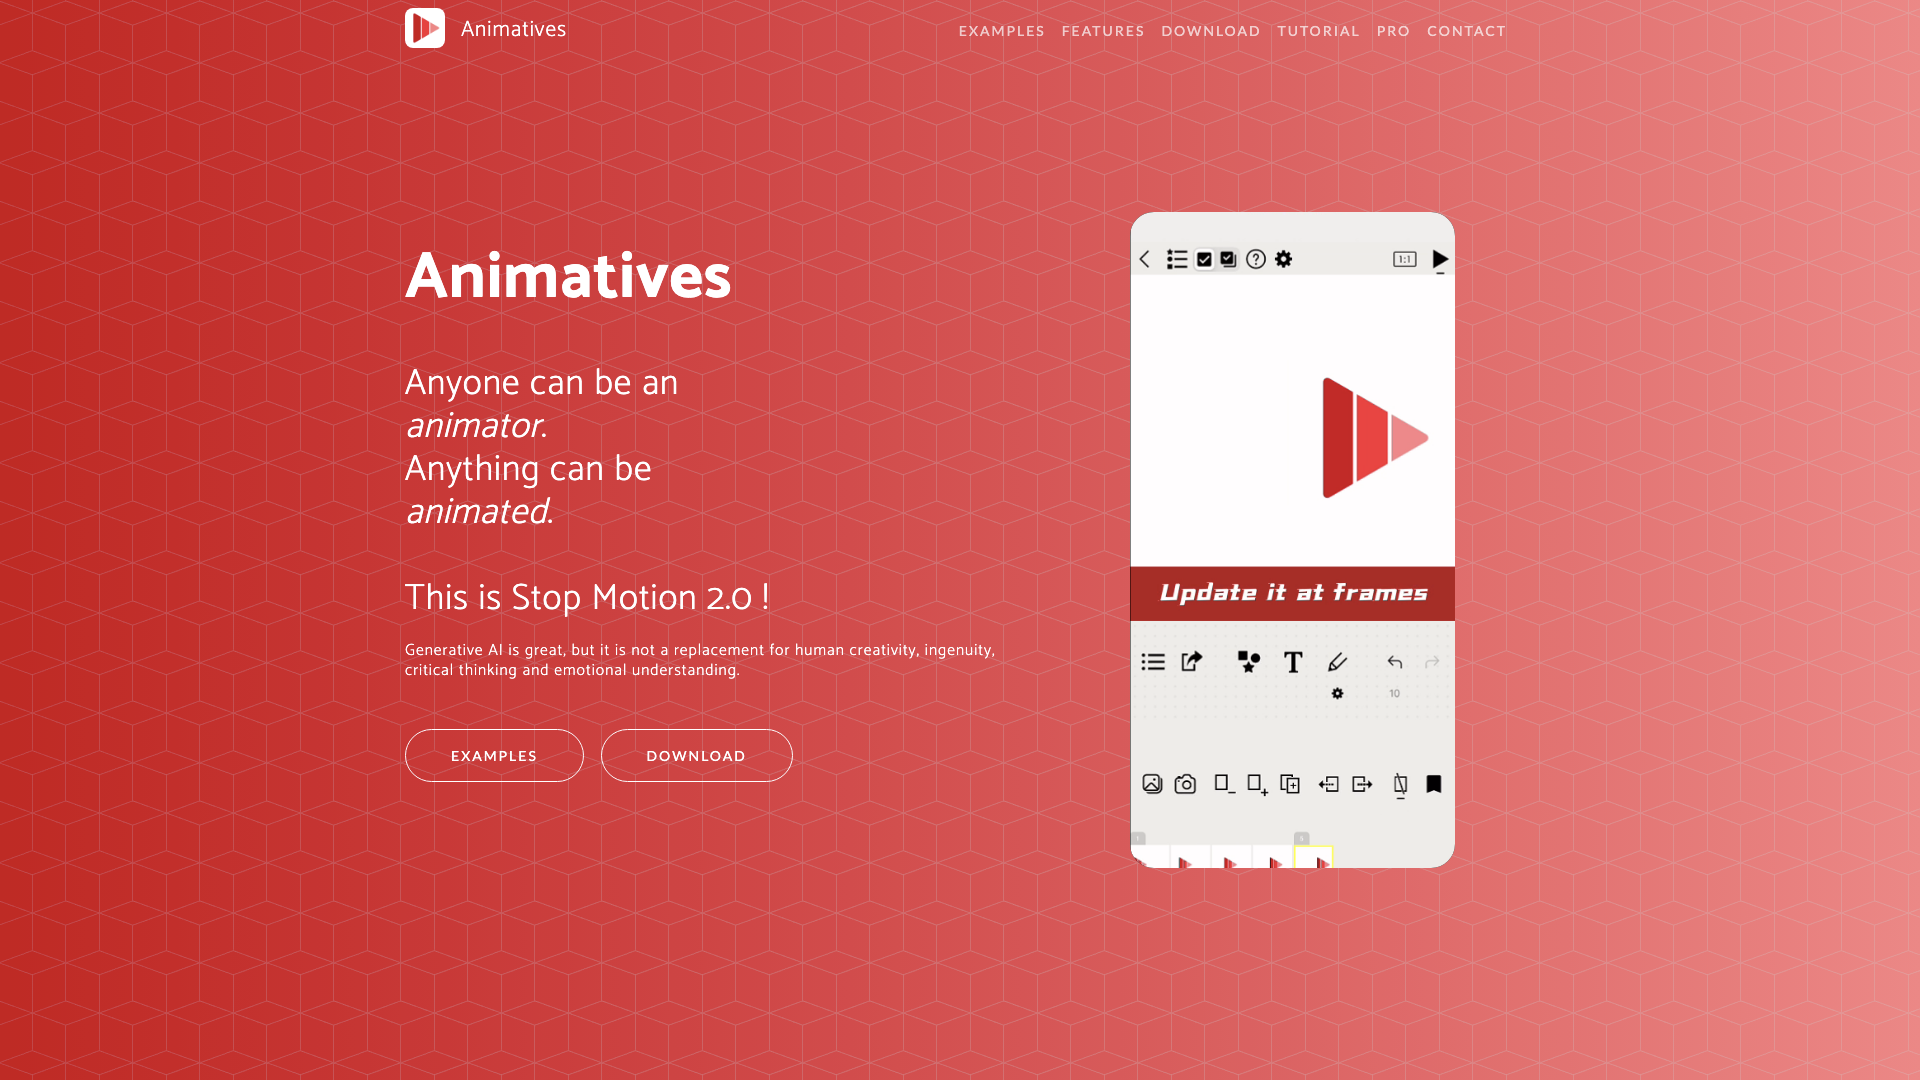 Animatives
EXAMPLES FEATURES DOWNLOAD TUTORIAL PRO CONTACT
Animatives
Anyone can be an
animator.
Anything can be
animated.
This is Stop Motion 2.0 !
Generative AI is great, but it is not a replacement for human creativity, ingenuity,
critical thinking and emotional understanding.
EXAMPLES DOWNLOAD
1:1
Update it at frames
T
10
1 5